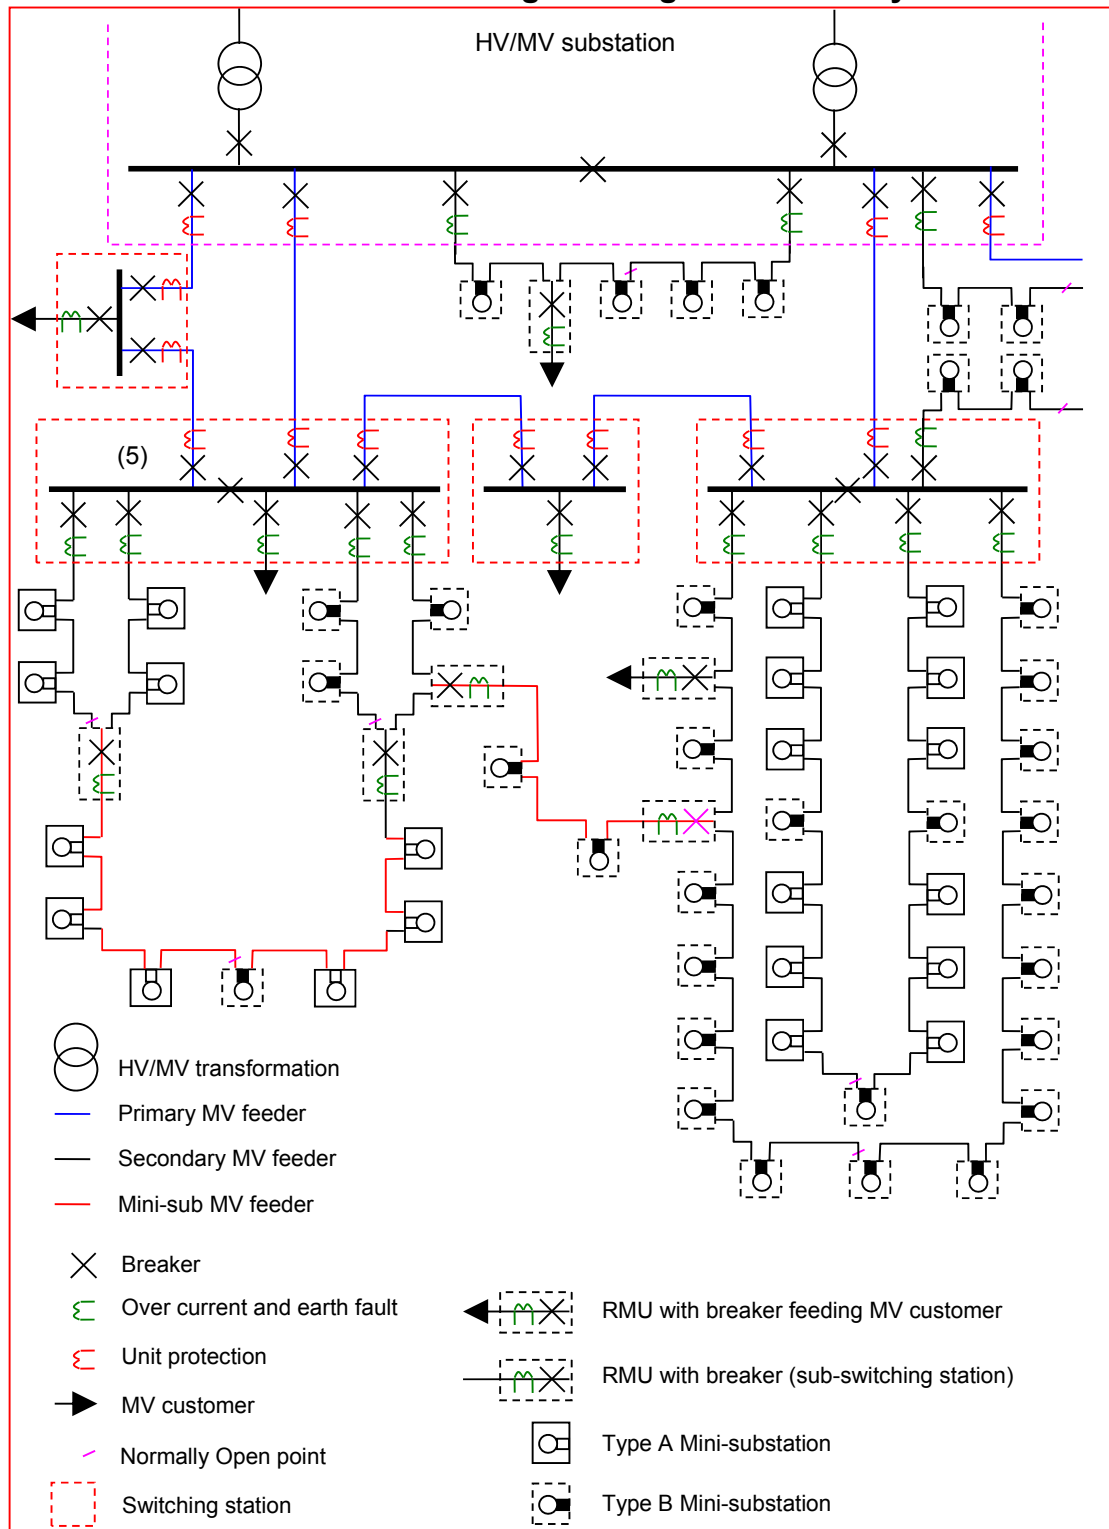 HV/MV substation
(5)
HV/MV transformation
Primary MV feeder
Secondary MV feeder
Mini-sub MV feeder
Breaker
Over current and earth fault
Unit protection
MV customer
Normally Open point
Switching station
RMU with breaker feeding MV customer
RMU with breaker (sub-switching station)
Type A Mini-substation
Type B Mini-substation